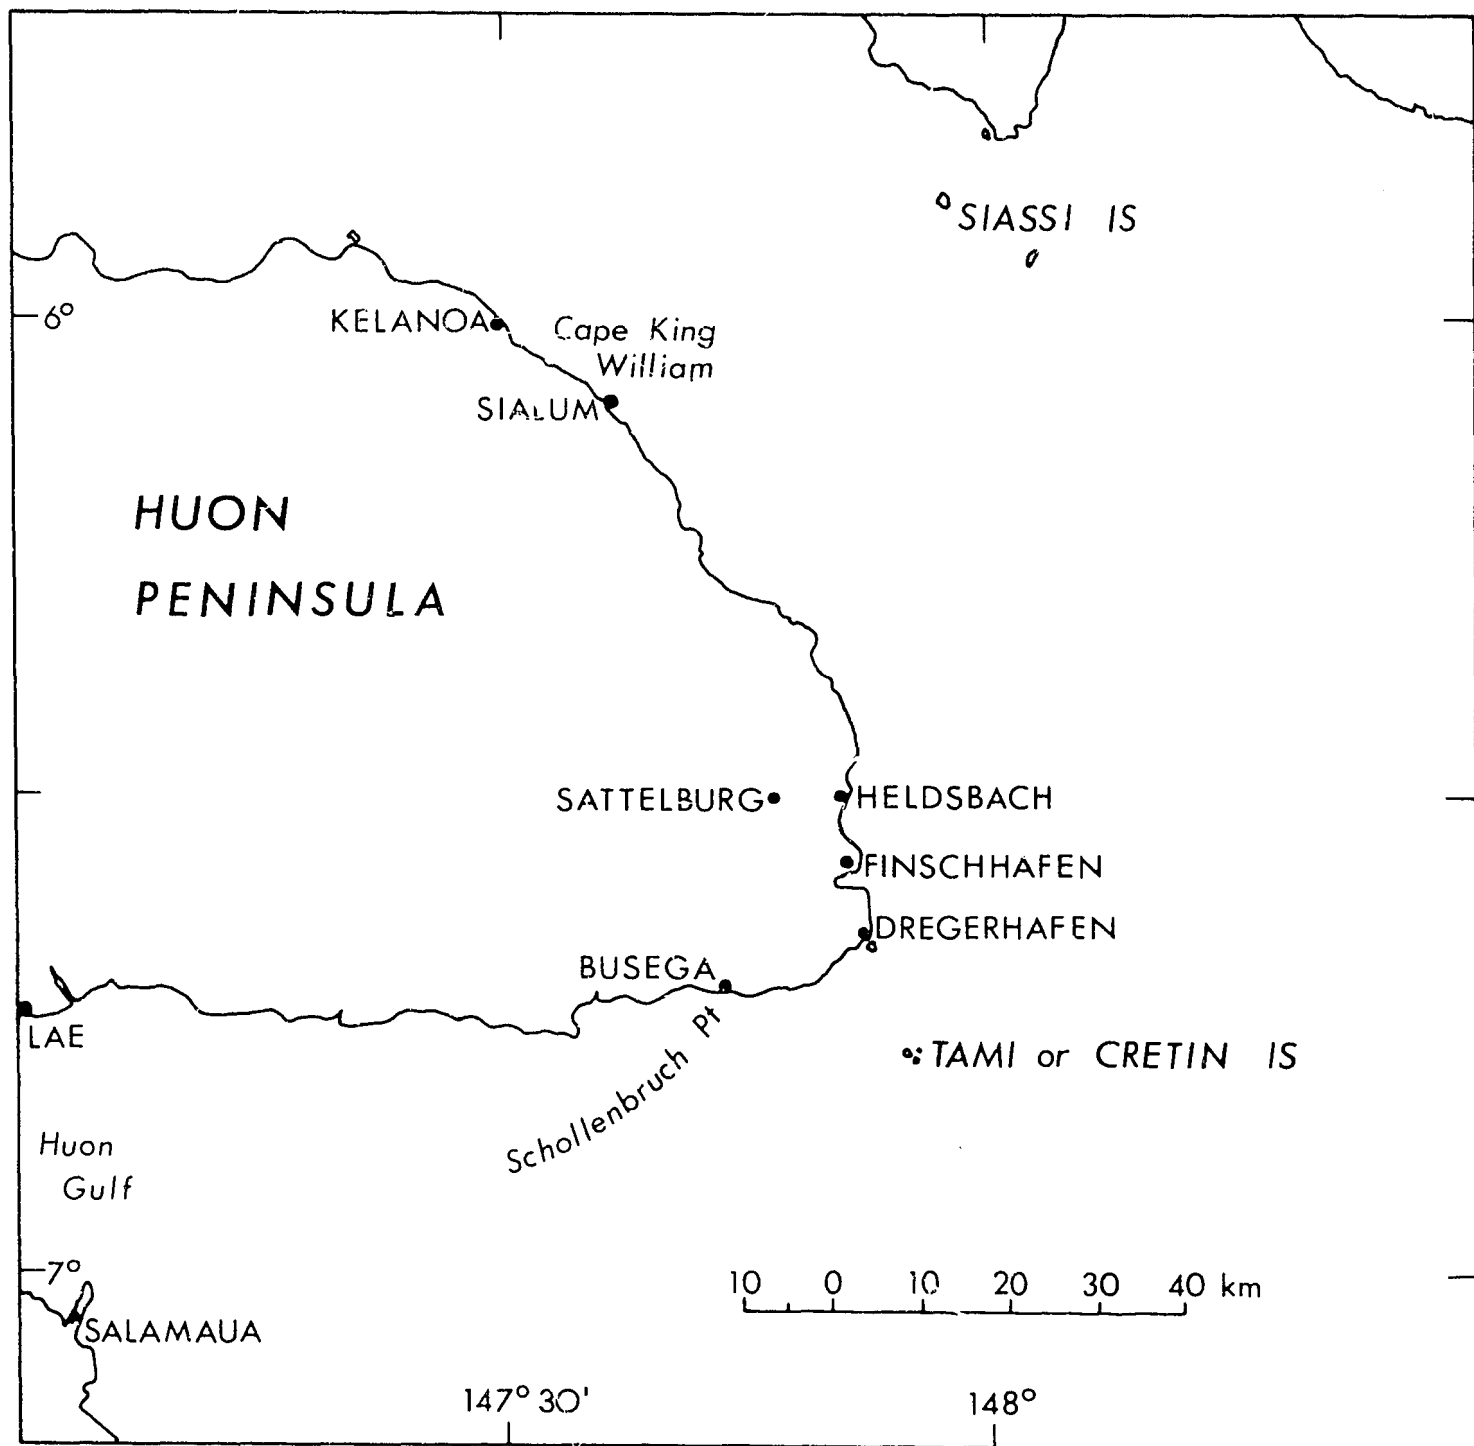 SIASSI IS
6°
KELANOA
Cape King
William
SIALUM
HUON
PENINSULA
SATTELBURG
HELDSBACH
FINSCHHAFEN
DREGERHAFEN
BUSEGA
LAE
Schollenbruch Pt
TAMI or CRETIN IS
Huon
Gulf
7°
10 0 10 20 30 40 km
SALAMAUA
147° 30' 148°